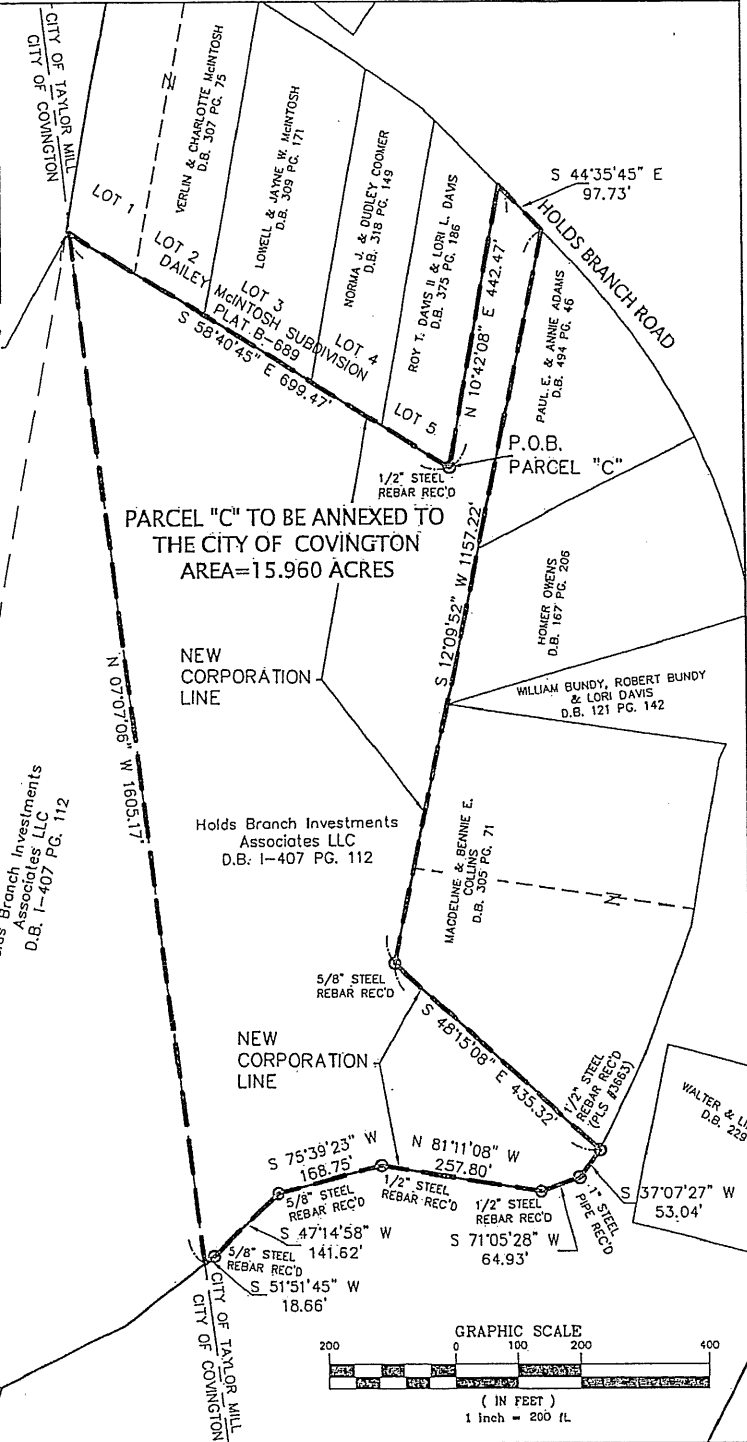 CITY OF TAYLOR MILL
CITY OF COVINGTON
LOT 1
VERLIN & CHARLOTTE McINTOSH
D.B. 307 PG. 75
LOT 2
LOWELL & JAYNE W. McINTOSH
D.B. 309 PG. 171
LOT 3
NORMA J. & DUDLEY COOMER
D.B. 318 PG. 149
LOT 4
ROY T. DAVIS II & LORI L. DAVIS
D.B. 375 PG. 186
LOT 5
DAILEY McINTOSH SUBDIVISION
PLAT B-689
S 58°40'45" E 699.47'
N 10°42'08" E 442.47'
S 44°35'45" E
97.73'
HOLDS BRANCH ROAD
PAUL E. & ANNIE ADAMS
D.B. 494 PG. 46
P.O.B.
PARCEL "C"
1/2" STEEL
REBAR REC'D
PARCEL "C" TO BE ANNEXED TO
THE CITY OF COVINGTON
AREA=15.960 ACRES
S 12°09'52" W 1157.22'
HOMER OWENS
D.B. 167 PG. 206
NEW
CORPORATION
LINE
WILLIAM BUNDY, ROBERT BUNDY
& LORI DAVIS
D.B. 121 PG. 142
N 07°07'06" W 1605.17'
Holds Branch Investments
Associates LLC
D.B. I-407 PG. 112
Branch Investments
Associates LLC
D.B. I-407 PG. 112
MACDELINE & BENNIE E.
COLLINS
D.B. 305 PG. 71
5/8" STEEL
REBAR REC'D
NEW
CORPORATION
LINE
S 48°15'08" E 435.32'
1/2" STEEL
REBAR REC'D
(PLS #3663)
WALTER & LI
D.B. 229
S 75°39'23" W
168.75'
N 81°11'08" W
257.80'
5/8" STEEL
REBAR REC'D
1/2" STEEL
REBAR REC'D
1/2" STEEL
REBAR REC'D
1" STEEL
PIPE REC'D
S 37°07'27" W
53.04'
S 47°14'58" W
141.62'
S 71°05'28" W
64.93'
5/8" STEEL
REBAR REC'D
S 51°51'45" W
18.66'
CITY OF TAYLOR MILL
CITY OF COVINGTON
GRAPHIC SCALE
200 0 100 200 400
( IN FEET )
1 inch = 200 ft.